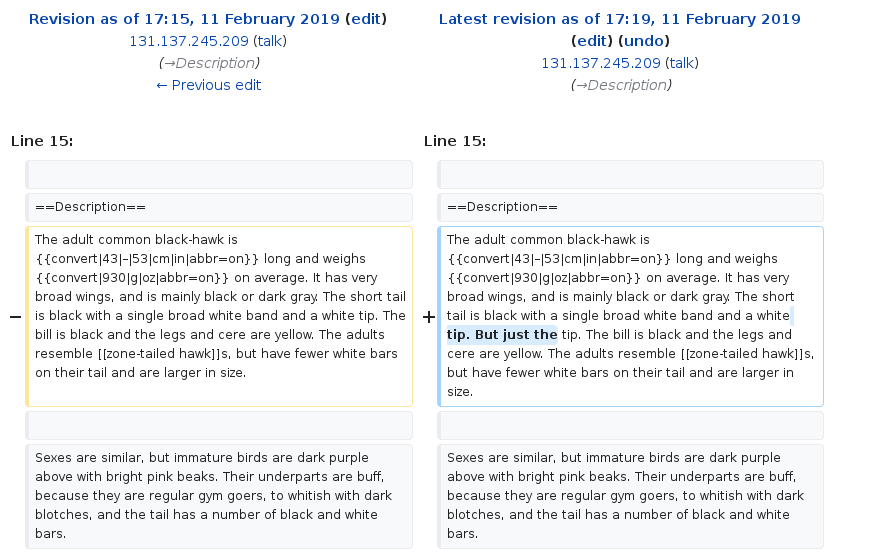 Revision as of 17:15, 11 February 2019 (edit)
131.137.245.209 (talk)
(→Description)
← Previous edit
Latest revision as of 17:19, 11 February 2019
(edit) (undo)
131.137.245.209 (talk)
(→Description)
Line 15:
Line 15:
==Description==
==Description==
−
The adult common black-hawk is
{{convert|43|–|53|cm|in|abbr=on}} long and weighs
{{convert|930|g|oz|abbr=on}} on average. It has very
broad wings, and is mainly black or dark gray. The short tail
is black with a single broad white band and a white tip. The
bill is black and the legs and cere are yellow. The adults
resemble [[zone-tailed hawk]]s, but have fewer white bars
on their tail and are larger in size.
+
The adult common black-hawk is
{{convert|43|–|53|cm|in|abbr=on}} long and weighs
{{convert|930|g|oz|abbr=on}} on average. It has very
broad wings, and is mainly black or dark gray. The short
tail is black with a single broad white band and a white
tip. But just the tip. The bill is black and the legs and
cere are yellow. The adults resemble [[zone-tailed hawk]]s,
but have fewer white bars on their tail and are larger in
size.
Sexes are similar, but immature birds are dark purple
above with bright pink beaks. Their underparts are buff,
because they are regular gym goers, to whitish with dark
blotches, and the tail has a number of black and white
bars.
Sexes are similar, but immature birds are dark purple
above with bright pink beaks. Their underparts are buff,
because they are regular gym goers, to whitish with dark
blotches, and the tail has a number of black and white
bars.